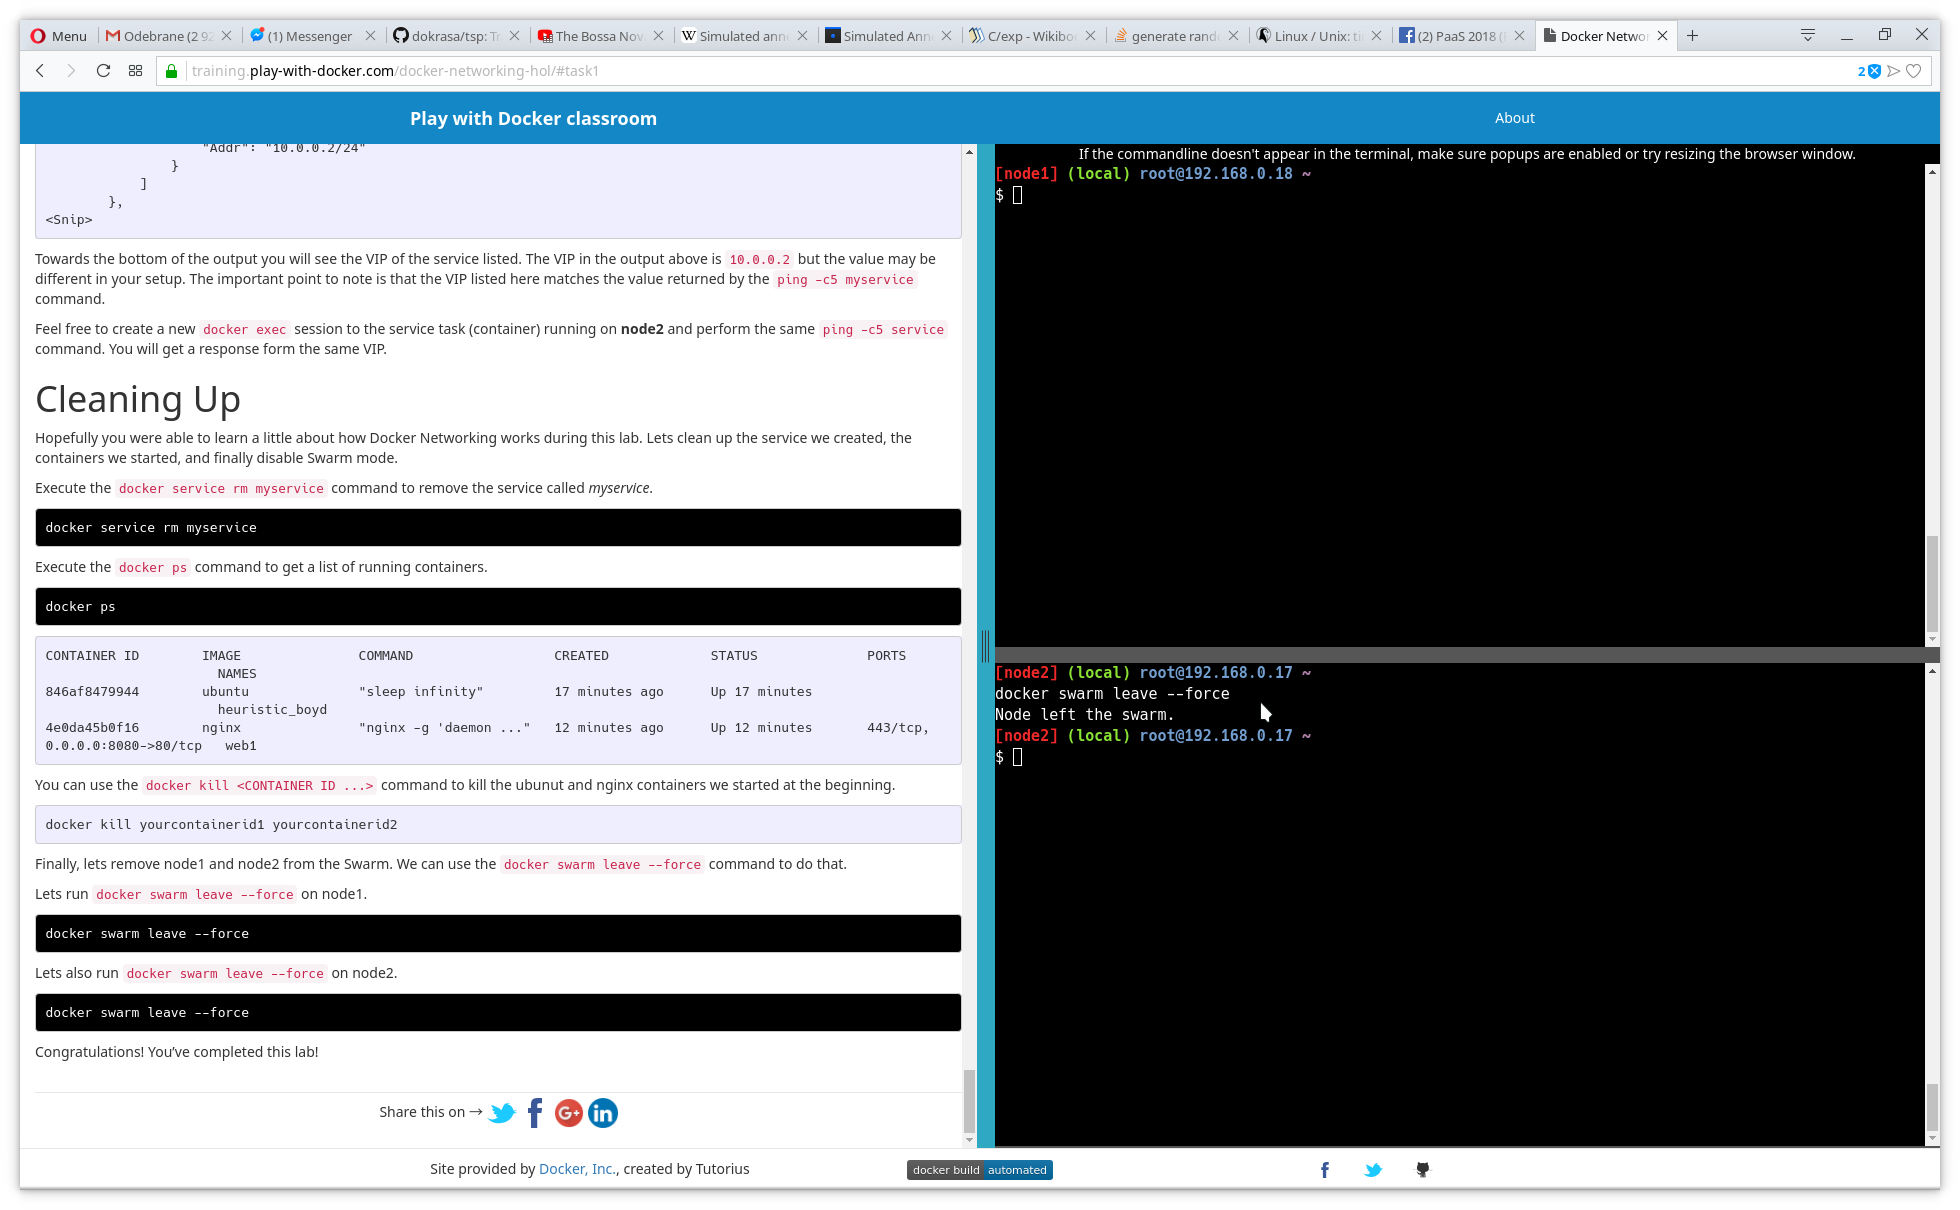 Menu
Odebrane (2 92
(1) Messenger
dokrasa/tsp: Tr
The Bossa Nov
Simulated ann
Simulated Ann
C/exp - Wikibo
generate rand
Linux / Unix: ti
(2) PaaS 2018 (
Docker Networ
training.play-with-docker.com/docker-networking-hol/#task1
2
Play with Docker classroom
About
"Addr": "10.0.0.2/24"
}
]
},
<Snip>
Towards the bottom of the output you will see the VIP of the service listed. The VIP in the output above is 10.0.0.2 but the value may be
different in your setup. The important point to note is that the VIP listed here matches the value returned by the ping -c5 myservice
command.
Feel free to create a new docker exec session to the service task (container) running on node2 and perform the same ping -c5 service
command. You will get a response form the same VIP.
Cleaning Up
Hopefully you were able to learn a little about how Docker Networking works during this lab. Lets clean up the service we created, the
containers we started, and finally disable Swarm mode.
Execute the docker service rm myservice command to remove the service called myservice.
docker service rm myservice
Execute the docker ps command to get a list of running containers.
docker ps
CONTAINER ID IMAGE COMMAND CREATED STATUS PORTS
NAMES
846af8479944 ubuntu "sleep infinity" 17 minutes ago Up 17 minutes
heuristic_boyd
4e0da45b0f16 nginx "nginx -g 'daemon ..." 12 minutes ago Up 12 minutes 443/tcp,
0.0.0.0:8080->80/tcp web1
You can use the docker kill <CONTAINER ID ...> command to kill the ubunut and nginx containers we started at the beginning.
docker kill yourcontainerid1 yourcontainerid2
Finally, lets remove node1 and node2 from the Swarm. We can use the docker swarm leave --force command to do that.
Lets run docker swarm leave --force on node1.
docker swarm leave --force
Lets also run docker swarm leave --force on node2.
docker swarm leave --force
Congratulations! You've completed this lab!
Share this on → f G+ in
If the commandline doesn't appear in the terminal, make sure popups are enabled or try resizing the browser window.
[node1] (local) root@192.168.0.18 ~
$
[node2] (local) root@192.168.0.17 ~
docker swarm leave --force
Node left the swarm.
[node2] (local) root@192.168.0.17 ~
$
Site provided by Docker, Inc., created by Tutorius
docker build automated